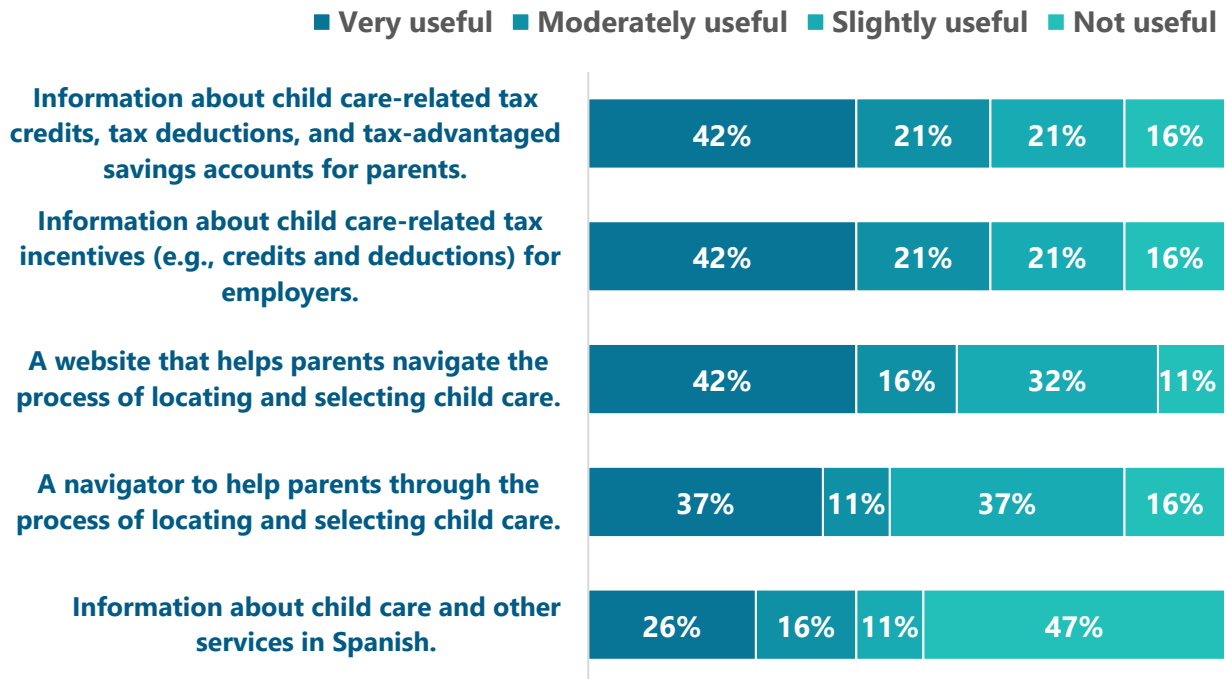 Very useful Moderately useful Slightly useful Not useful
Information about child care-related tax
credits, tax deductions, and tax-advantaged
savings accounts for parents.
42% 21% 21% 16%
Information about child care-related tax
incentives (e.g., credits and deductions) for
employers.
42% 21% 21% 16%
A website that helps parents navigate the
process of locating and selecting child care.
42% 16% 32% 11%
A navigator to help parents through the
process of locating and selecting child care.
37% 11% 37% 16%
Information about child care and other
services in Spanish.
26% 16% 11% 47%